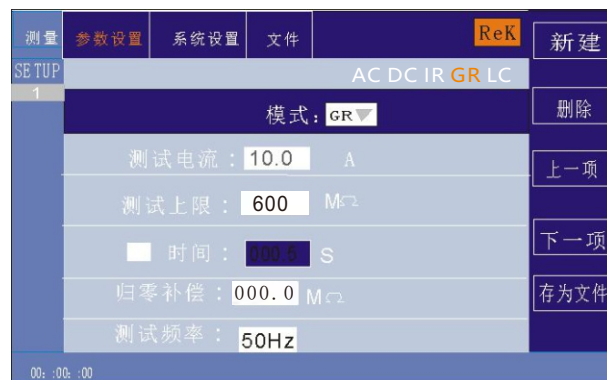 测量 参数设置 系统设置 文件 ReK 新建
SETUP AC DC IR GR LC
1
模式：GR 删除
测试电流：10.0 A
上一项
测试上限：600 MΩ
时间：000.5 S 下一项
归零补偿：000.0 MΩ 存为文件
测试频率：50Hz
00: :00: :00